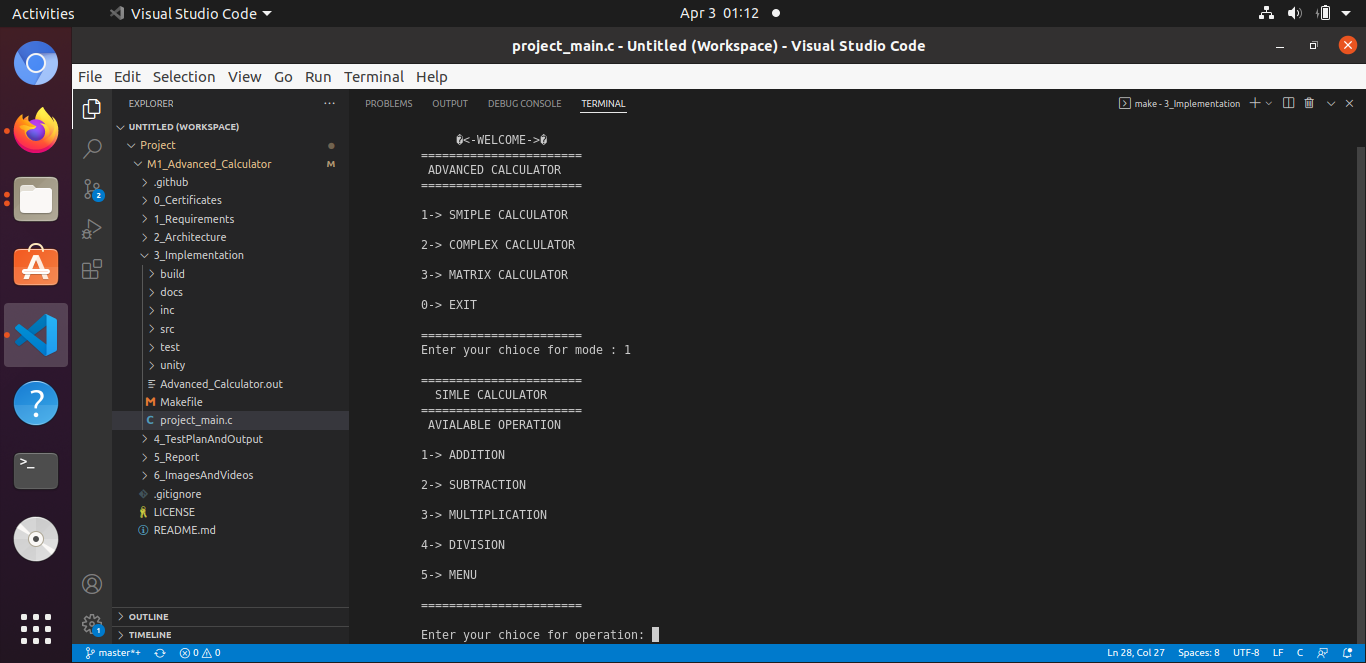 Activities
Visual Studio Code
Apr 3 01:12
project_main.c - Untitled (Workspace) - Visual Studio Code
File Edit Selection View Go Run Terminal Help
EXPLORER
UNTITLED (WORKSPACE)
Project
M1_Advanced_Calculator M
.github
0_Certificates
1_Requirements
2_Architecture
3_Implementation
build
docs
inc
src
test
unity
Advanced_Calculator.out
M Makefile
C project_main.c
4_TestPlanAndOutput
5_Report
6_ImagesAndVideos
.gitignore
LICENSE
README.md
OUTLINE
TIMELINE
2
1
PROBLEMS OUTPUT DEBUG CONSOLE TERMINAL
make - 3_Implementation
�<-WELCOME->�
=======================
ADVANCED CALCULATOR
=======================
1-> SMIPLE CALCULATOR
2-> COMPLEX CACLULATOR
3-> MATRIX CALCULATOR
0-> EXIT
=======================
Enter your chioce for mode : 1
=======================
SIMLE CALCULATOR
=======================
AVIALABLE OPERATION
1-> ADDITION
2-> SUBTRACTION
3-> MULTIPLICATION
4-> DIVISION
5-> MENU
=======================
Enter your chioce for operation:
master*+ 0 0
Ln 28, Col 27 Spaces: 8 UTF-8 LF C